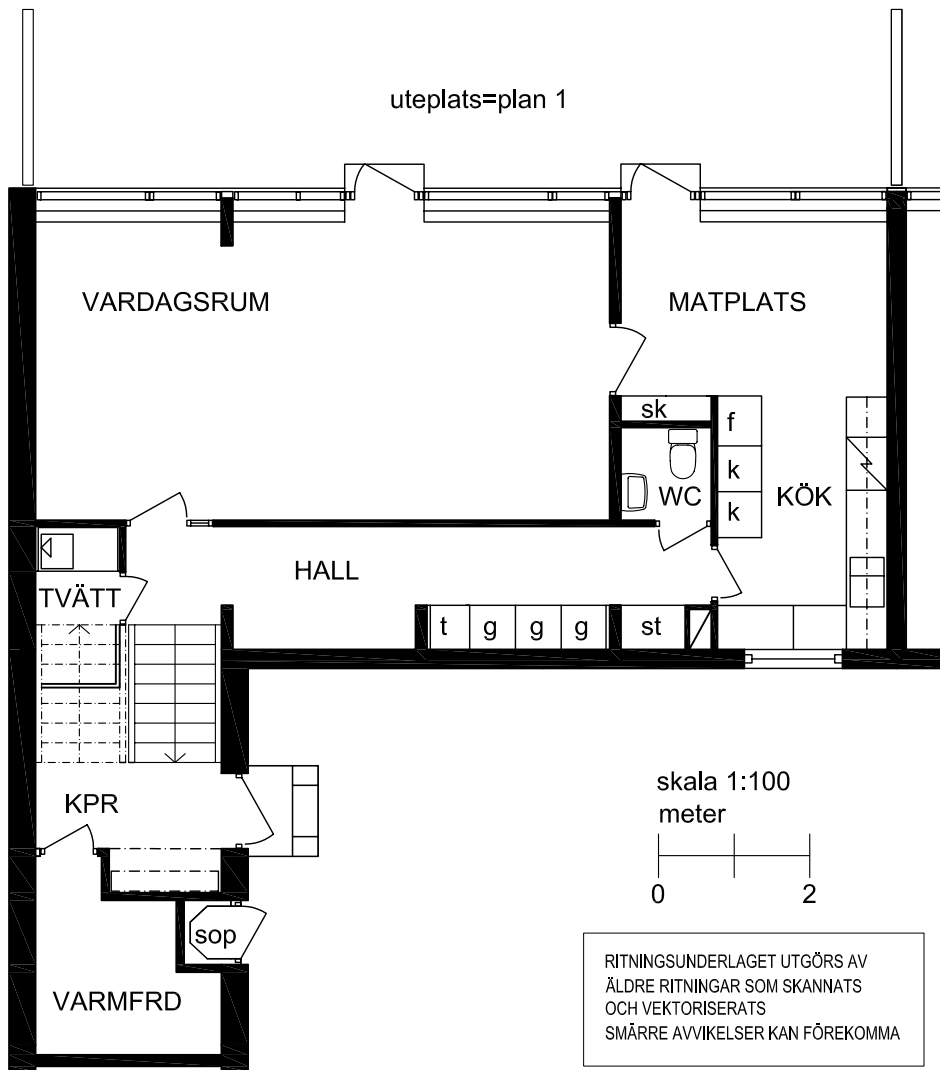 uteplats=plan 1
VARDAGSRUM
MATPLATS
sk
f
k
WC
KÖK
k
HALL
TVÄTT
t g g g st
skala 1:100
KPR
meter
0 2
sop
VARMFRD
RITNINGSUNDERLAGET UTGÖRS AV
ÄLDRE RITNINGAR SOM SKANNATS
OCH VEKTORISERATS
SMÄRRE AVVIKELSER KAN FÖREKOMMA